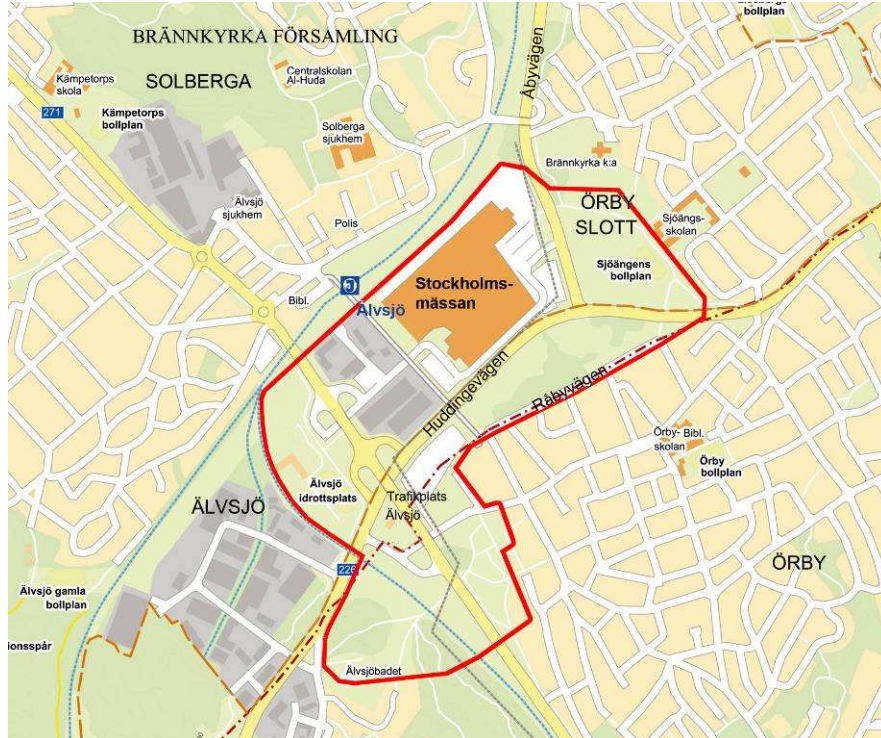 bollplan
BRÄNNKYRKA FÖRSAMLING
SOLBERGA
Kämpetorps
skola
Centralskolan
Al-Huda
271
Kämpetorps
bollplan
Solberga
sjukhem
Åbyvägen
Brännkyrka k:a
Älvsjö
sjukhem
Polis
ÖRBY
SLOTT
Sjöängs-
skolan
Sjöängens
bollplan
Bibl.
Älvsjö
Stockholms-
mässan
Huddingevägen
Råbyvägen
Örby-
skolan
Bibl.
Örby
bollplan
Älvsjö
idrottsplats
Trafikplats
Älvsjö
ÄLVSJÖ
ÖRBY
226
Älvsjö gamla
bollplan
ionsspår
Älvsjöbadet